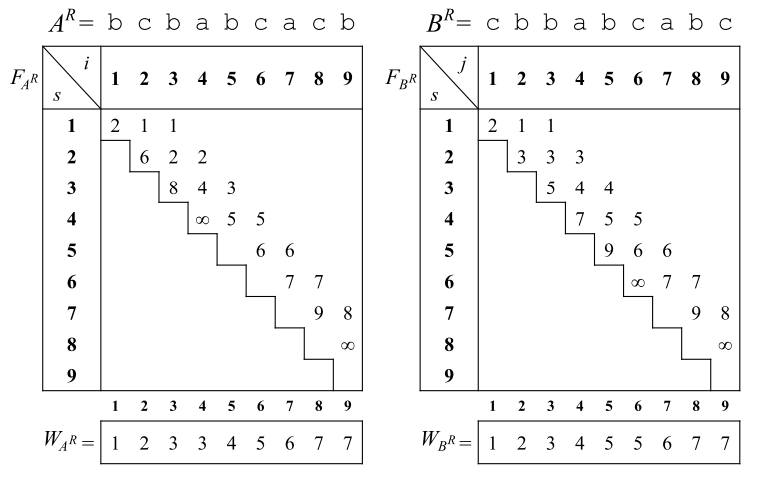 A^R = b c b a b c a c b
F_{A^R} s i 1 2 3 4 5 6 7 8 9
1 2 1 1
2 6 2 2
3 8 4 3
4 ∞ 5 5
5 6 6
6 7 7
7 9 8
8 ∞
9
1 2 3 4 5 6 7 8 9
W_{A^R} = 1 2 3 3 4 5 6 7 7
B^R = c b b a b c a b c
F_{B^R} s j 1 2 3 4 5 6 7 8 9
1 2 1 1
2 3 3 3
3 5 4 4
4 7 5 5
5 9 6 6
6 ∞ 7 7
7 9 8
8 ∞
9
1 2 3 4 5 6 7 8 9
W_{B^R} = 1 2 3 4 5 5 6 7 7